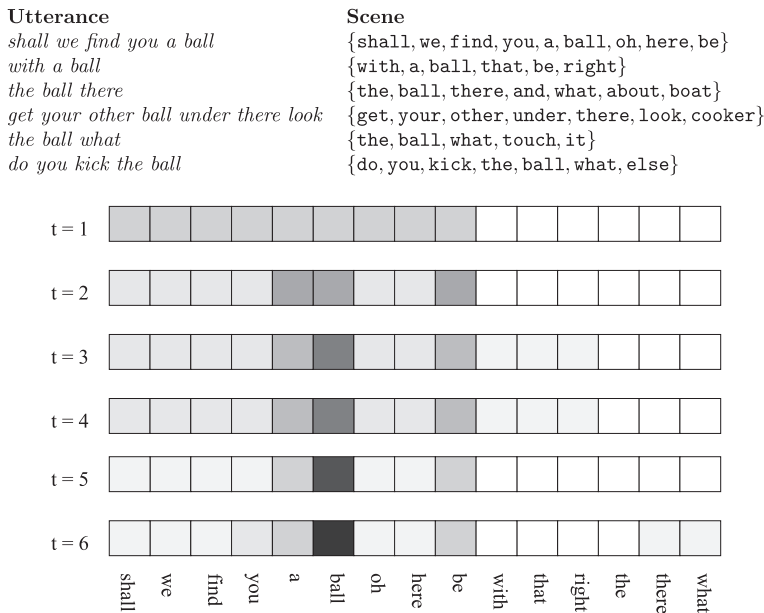 Utterance Scene
shall we find you a ball {shall, we, find, you, a, ball, oh, here, be}
with a ball {with, a, ball, that, be, right}
the ball there {the, ball, there, and, what, about, boat}
get your other ball under there look {get, your, other, under, there, look, cooker}
the ball what {the, ball, what, touch, it}
do you kick the ball {do, you, kick, the, ball, what, else}
t = 1
t = 2
t = 3
t = 4
t = 5
t = 6
shall we find you a ball oh here be with that right the there what